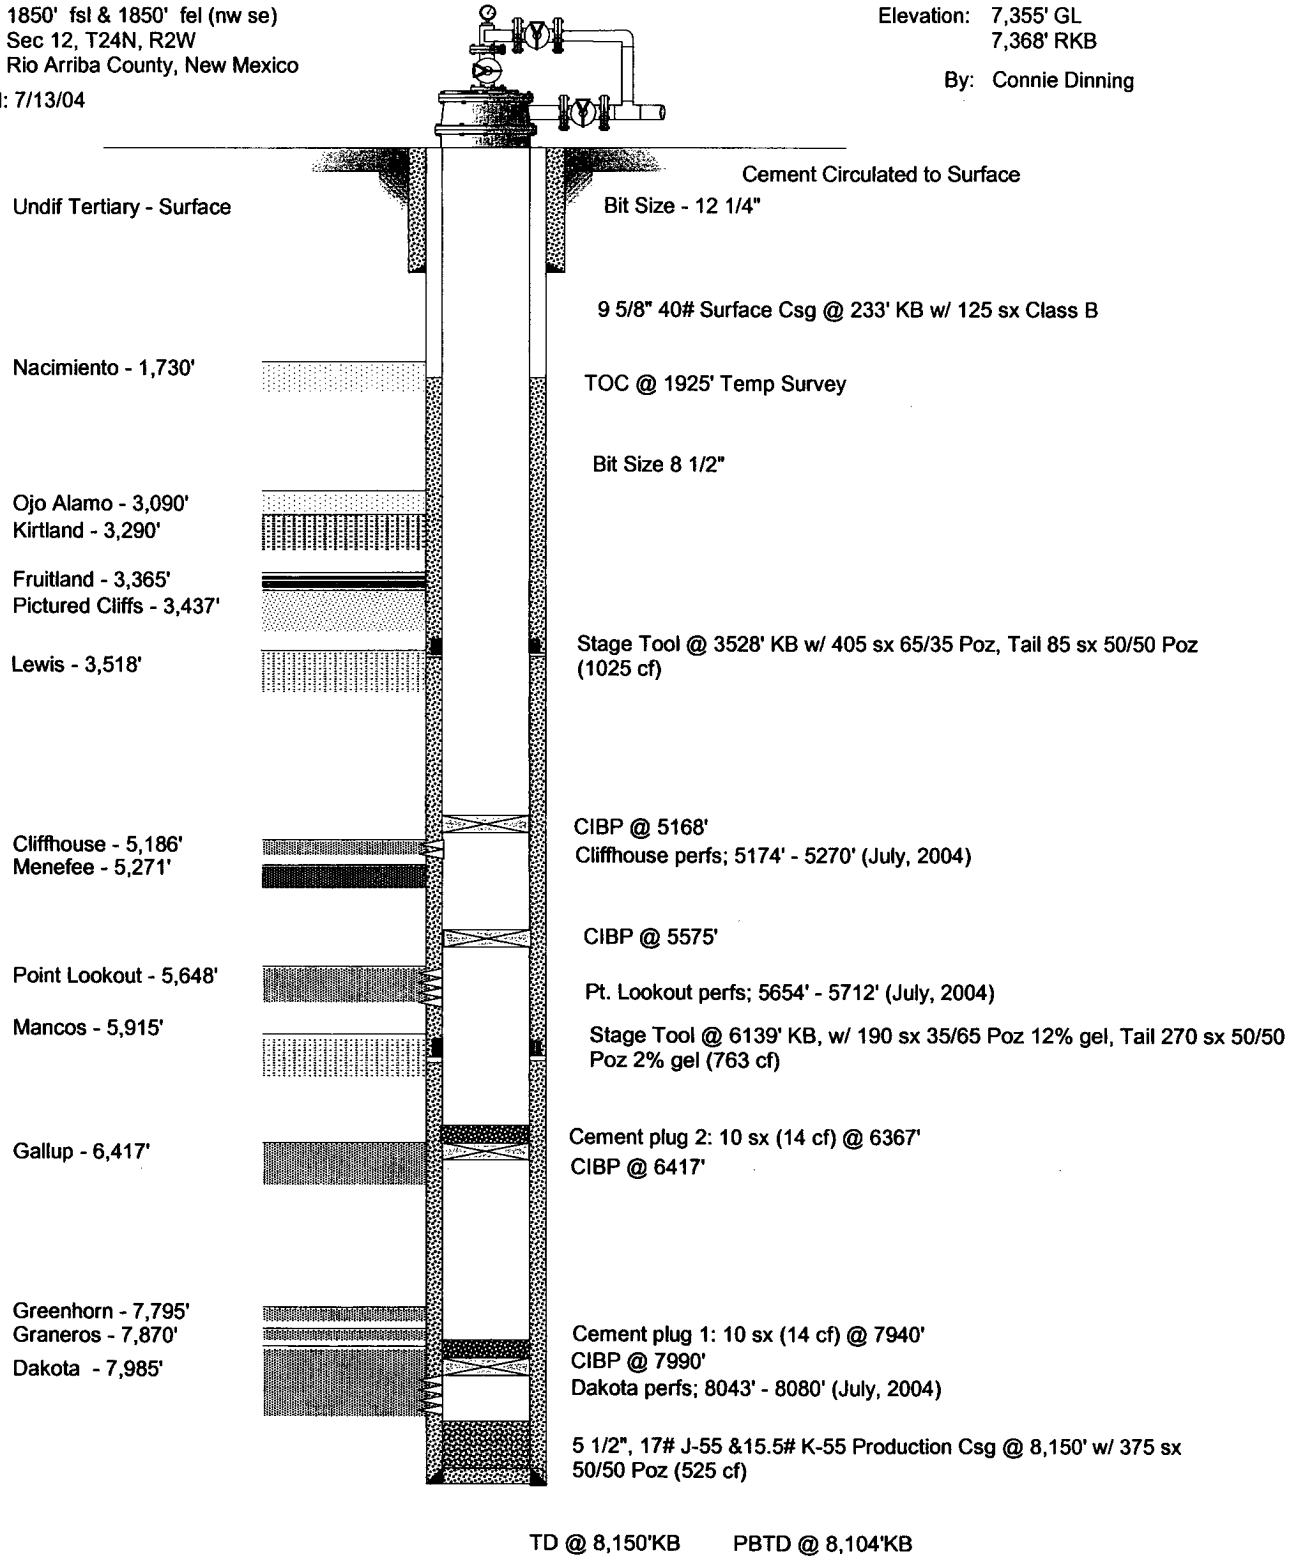 1850' fsl & 1850' fel (nw se)
Sec 12, T24N, R2W
Rio Arriba County, New Mexico
: 7/13/04
Elevation: 7,355' GL
7,368' RKB
By: Connie Dinning
Cement Circulated to Surface
Undif Tertiary - Surface
Bit Size - 12 1/4"
9 5/8" 40# Surface Csg @ 233' KB w/ 125 sx Class B
Nacimiento - 1,730'
TOC @ 1925' Temp Survey
Bit Size 8 1/2"
Ojo Alamo - 3,090'
Kirtland - 3,290'
Fruitland - 3,365'
Pictured Cliffs - 3,437'
Stage Tool @ 3528' KB w/ 405 sx 65/35 Poz, Tail 85 sx 50/50 Poz
(1025 cf)
Lewis - 3,518'
CIBP @ 5168'
Cliffhouse - 5,186'
Cliffhouse perfs; 5174' - 5270' (July, 2004)
Menefee - 5,271'
CIBP @ 5575'
Point Lookout - 5,648'
Pt. Lookout perfs; 5654' - 5712' (July, 2004)
Mancos - 5,915'
Stage Tool @ 6139' KB, w/ 190 sx 35/65 Poz 12% gel, Tail 270 sx 50/50
Poz 2% gel (763 cf)
Cement plug 2: 10 sx (14 cf) @ 6367'
Gallup - 6,417'
CIBP @ 6417'
Greenhorn - 7,795'
Graneros - 7,870'
Cement plug 1: 10 sx (14 cf) @ 7940'
CIBP @ 7990'
Dakota - 7,985'
Dakota perfs; 8043' - 8080' (July, 2004)
5 1/2", 17# J-55 &15.5# K-55 Production Csg @ 8,150' w/ 375 sx
50/50 Poz (525 cf)
TD @ 8,150'KB PBTD @ 8,104'KB